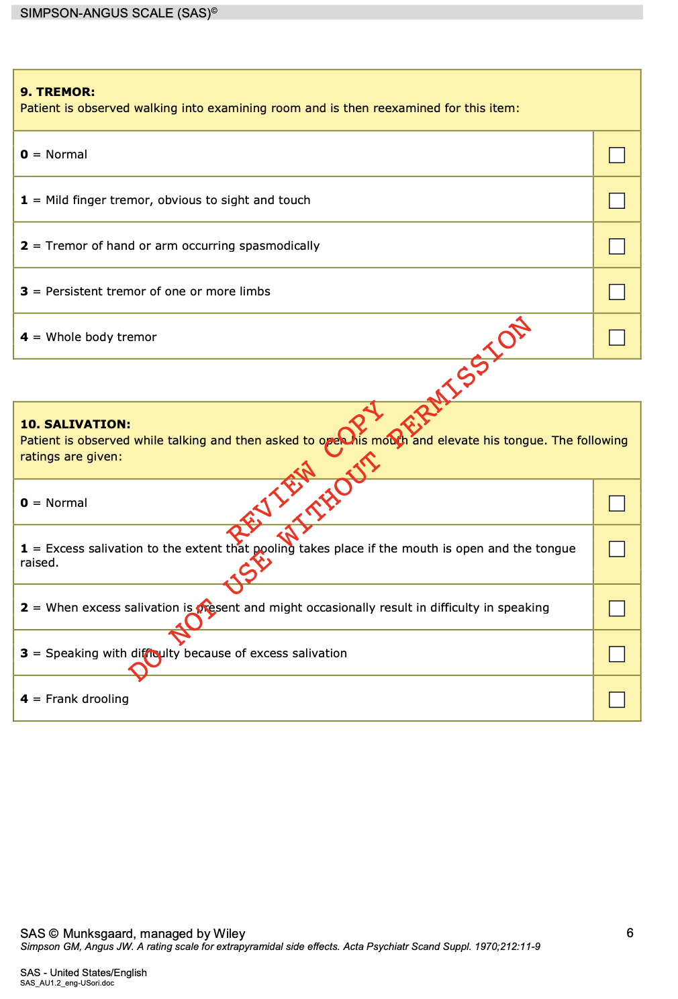 SIMPSON-ANGUS SCALE (SAS)©
9. TREMOR:
Patient is observed walking into examining room and is then reexamined for this item:
0 = Normal
1 = Mild finger tremor, obvious to sight and touch
2 = Tremor of hand or arm occurring spasmodically
3 = Persistent tremor of one or more limbs
4 = Whole body tremor
10. SALIVATION:
Patient is observed while talking and then asked to open his mouth and elevate his tongue. The following
ratings are given:
0 = Normal
1 = Excess salivation to the extent that pooling takes place if the mouth is open and the tongue
raised.
2 = When excess salivation is present and might occasionally result in difficulty in speaking
3 = Speaking with difficulty because of excess salivation
4 = Frank drooling
REVIEW COPY
DO NOT USE WITHOUT PERMISSION
SAS © Munksgaard, managed by Wiley
6
Simpson GM, Angus JW. A rating scale for extrapyramidal side effects. Acta Psychiatr Scand Suppl. 1970;212:11-9
SAS - United States/English
SAS_AU1.2_eng-USori.doc